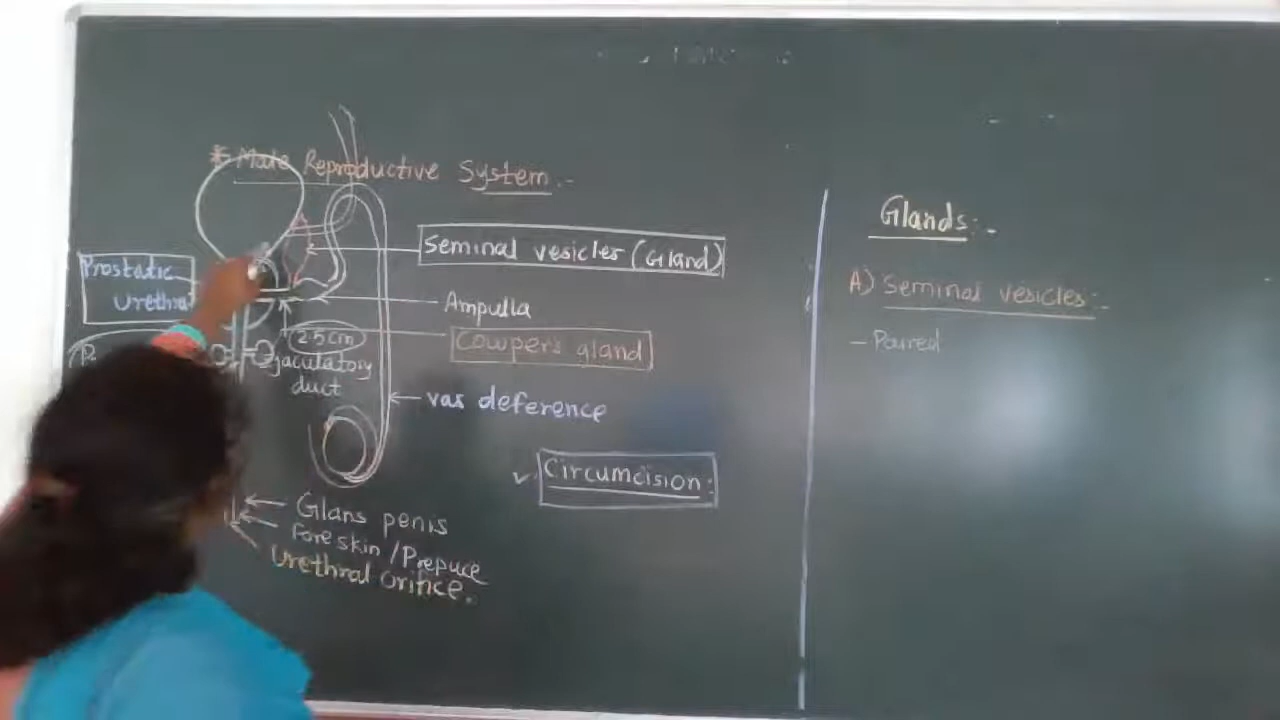 * Male Reproductive System :-
Seminal vesicles (Gland)
Prostatic
Urethra
Ampulla
2.5cm
Ejaculatory
duct
Cowpers gland
vas deference
Circumcision:
Glans penis
Fore skin / Prepuce
Urethral orifice.
Glands:-
A) Seminal vesicles:-
- Paired